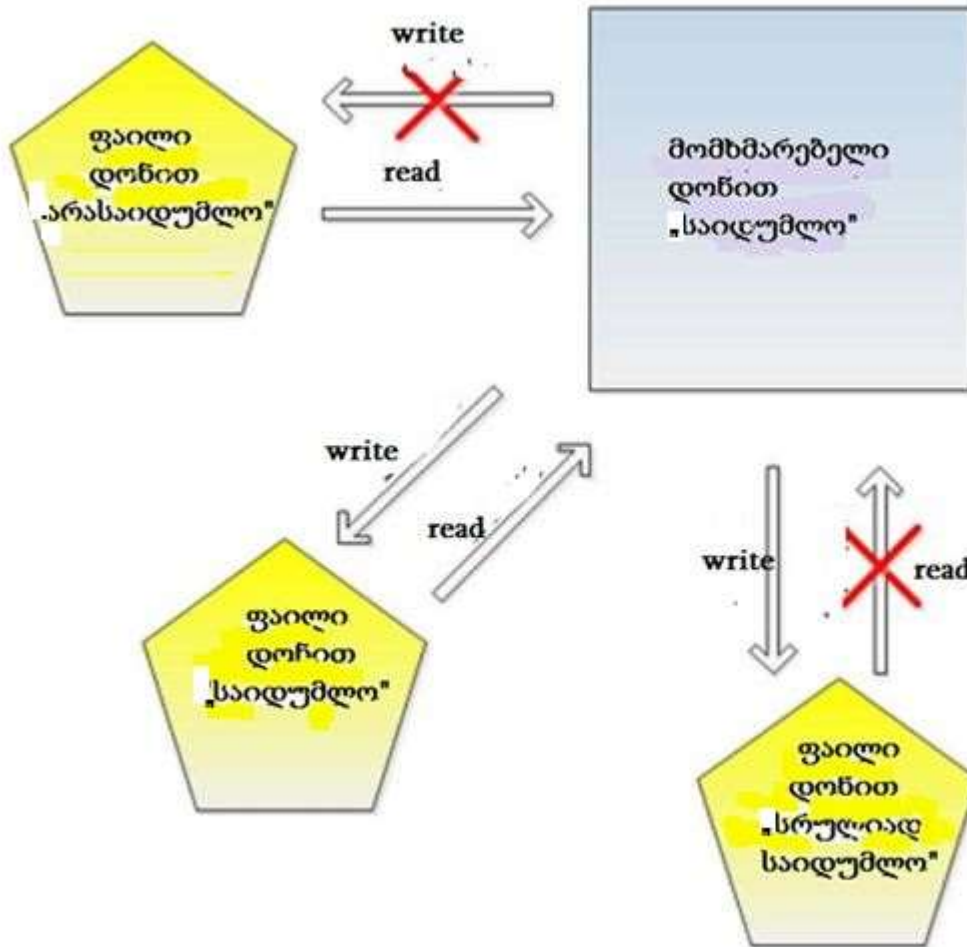 write
ფაილი
დონით
„არასაიდუმლო"
read
მომხმარებელი
დონით
„საიდუმლო"
write
read
ფაილი
დონით
„საიდუმლო"
write
read
ფაილი
დონით
„სრულიად
საიდუმლო"